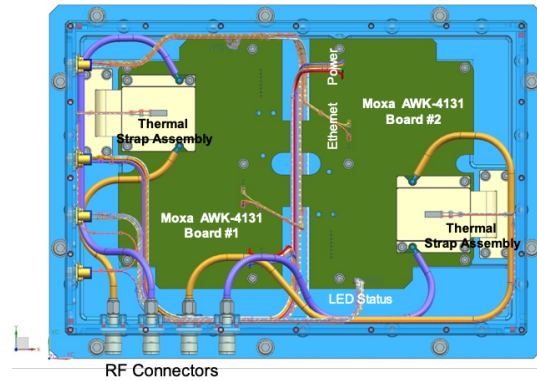 Power
Ethernet
Moxa AWK-4131
Board #2
Thermal
Strap Assembly
Moxa AWK-4131
Board #1
Thermal
Strap Assembly
LED Status
RF Connectors